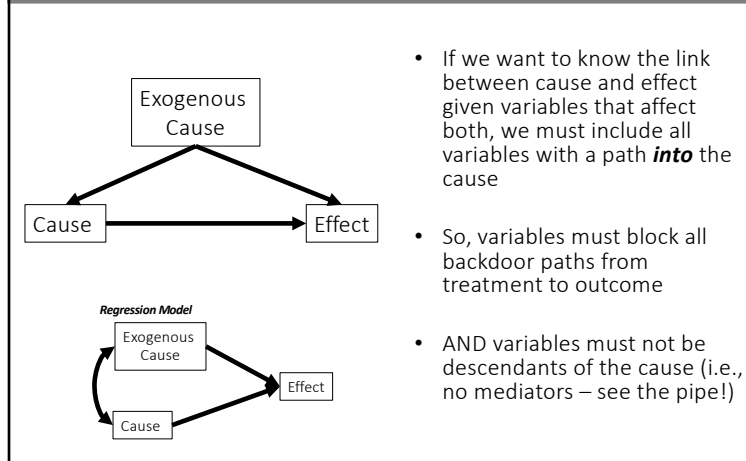 Exogenous
Cause
Cause
Effect
Regression Model
Exogenous
Cause
Effect
Cause
• If we want to know the link
between cause and effect
given variables that affect
both, we must include all
variables with a path into the
cause
• So, variables must block all
backdoor paths from
treatment to outcome
• AND variables must not be
descendants of the cause (i.e.,
no mediators – see the pipe!)